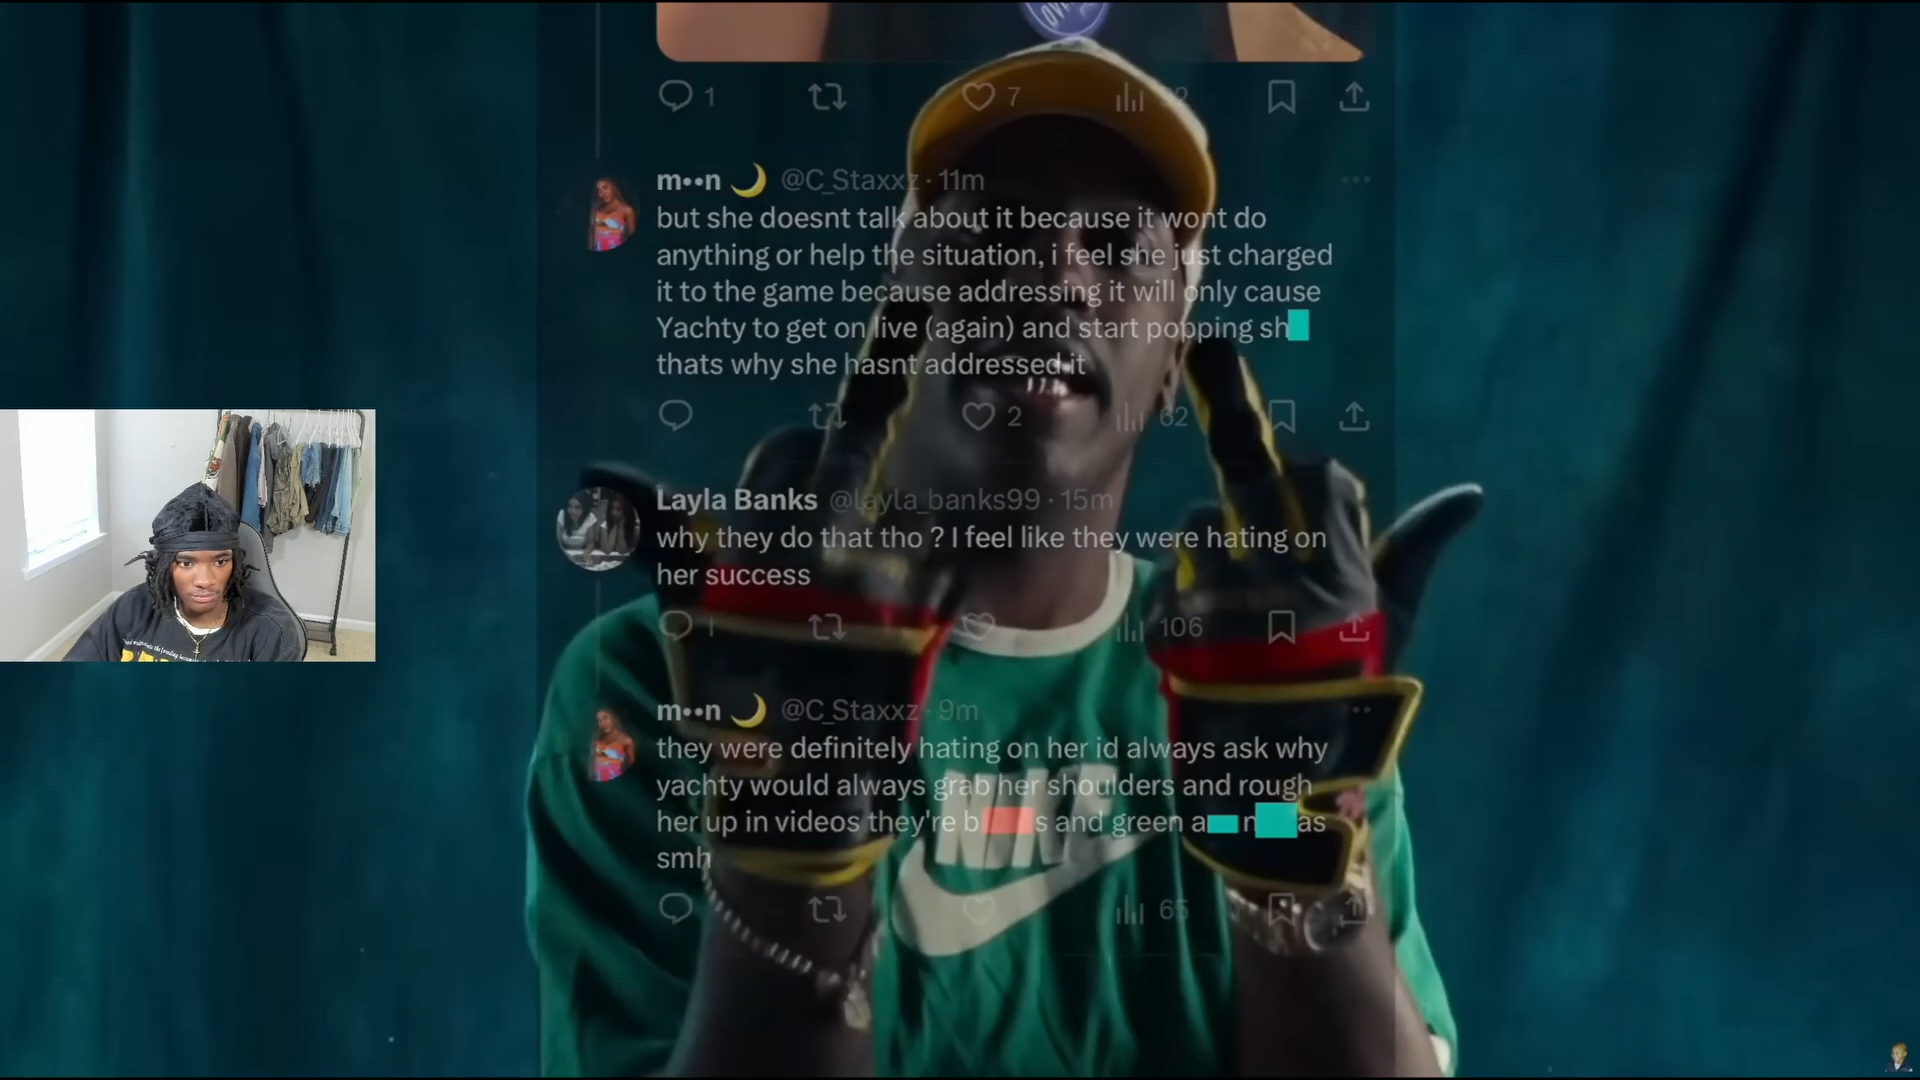 OV
1 7
m••n 🌙 @C_Staxxz · 11m
but she doesnt talk about it because it wont do
anything or help the situation, i feel she just charged
it to the game because addressing it will only cause
Yachty to get on live (again) and start popping sh
thats why she hasnt addressed it
2 62
Layla Banks @layla_banks99 · 15m
why they do that tho ? I feel like they were hating on
her success
1 106
m••n 🌙 @C_Staxxz · 9m
they were definitely hating on her id always ask why
yachty would always grab her shoulders and rough
her up in videos they're b s and green a n as
smh
65
NIKE